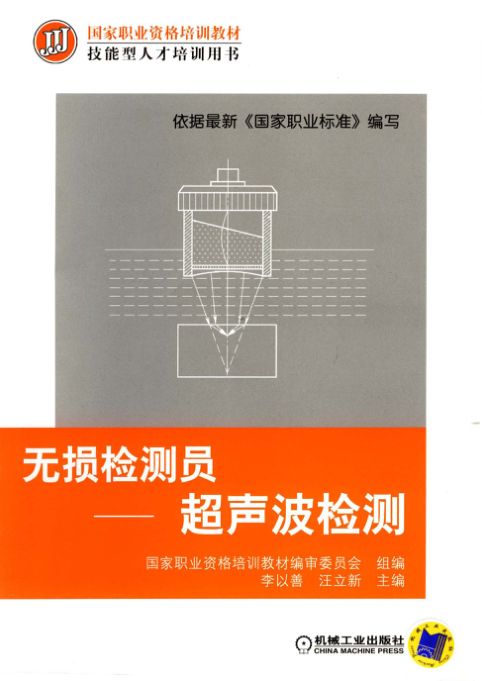 JJJ
国家职业资格培训教材
技能型人才培训用书
依据最新《国家职业标准》编写
无损检测员
—— 超声波检测
国家职业资格培训教材编审委员会 组编
李以善 汪立新 主编
机械工业出版社
CHINA MACHINE PRESS